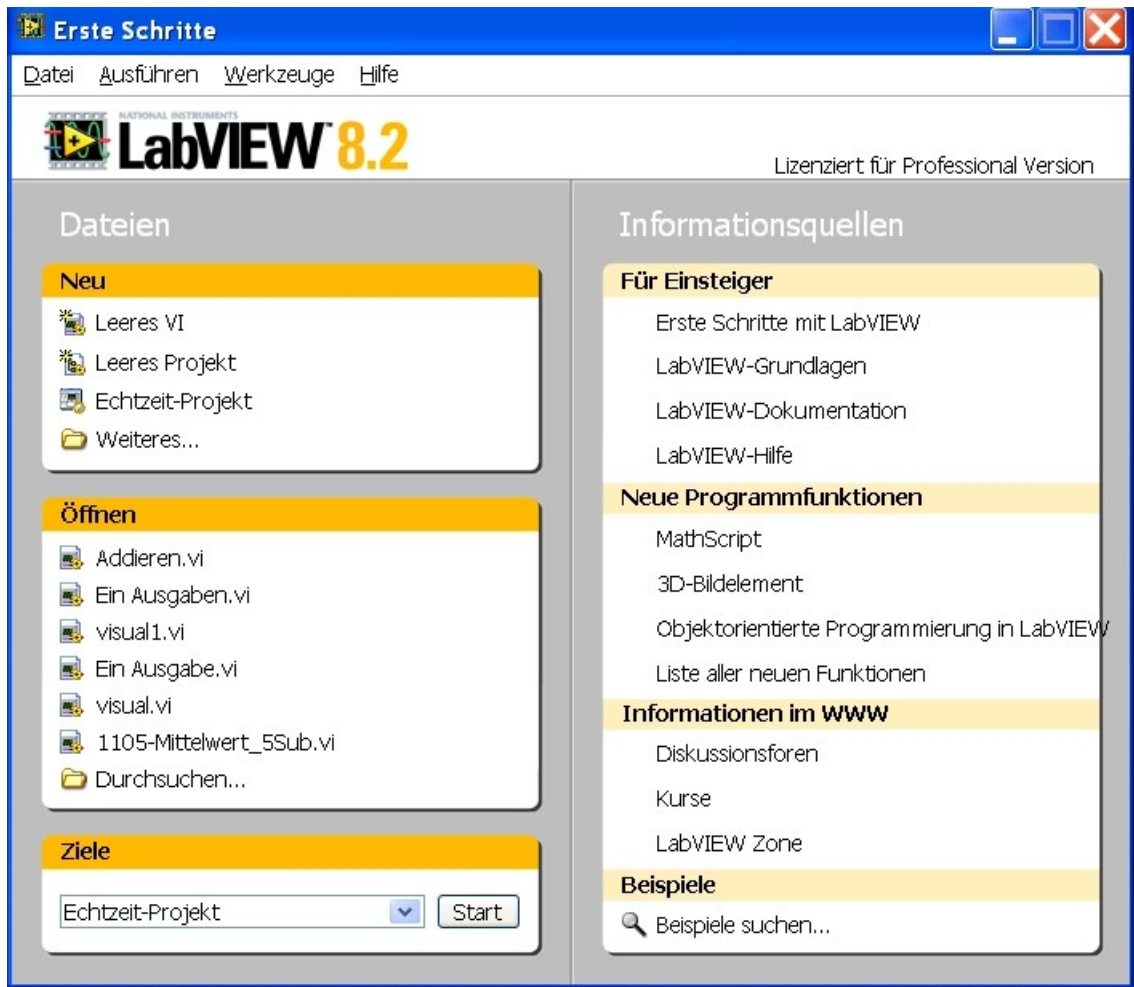 Erste Schritte
Datei Ausführen Werkzeuge Hilfe
NATIONAL INSTRUMENTS
LabVIEW™ 8.2
Lizenziert für Professional Version
Dateien
Neu
Leeres VI
Leeres Projekt
Echtzeit-Projekt
Weiteres...
Öffnen
Addieren.vi
Ein Ausgaben.vi
visual1.vi
Ein Ausgabe.vi
visual.vi
1105-Mittelwert_5Sub.vi
Durchsuchen...
Ziele
Echtzeit-Projekt Start
Informationsquellen
Für Einsteiger
Erste Schritte mit LabVIEW
LabVIEW-Grundlagen
LabVIEW-Dokumentation
LabVIEW-Hilfe
Neue Programmfunktionen
MathScript
3D-Bildelement
Objektorientierte Programmierung in LabVIEW
Liste aller neuen Funktionen
Informationen im WWW
Diskussionsforen
Kurse
LabVIEW Zone
Beispiele
Beispiele suchen...